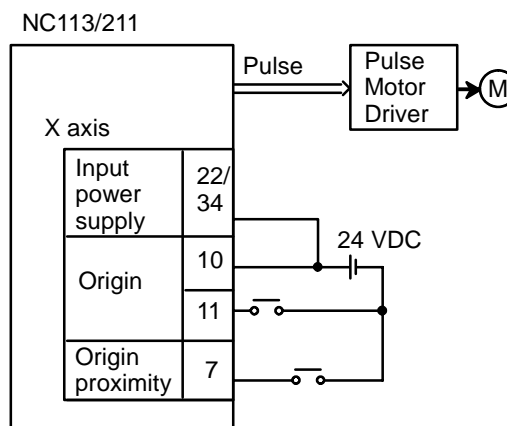 NC113/211
Pulse
Pulse
Motor
Driver
M
X axis
Input
power
supply
22/
34
24 VDC
Origin
10
11
Origin
proximity
7